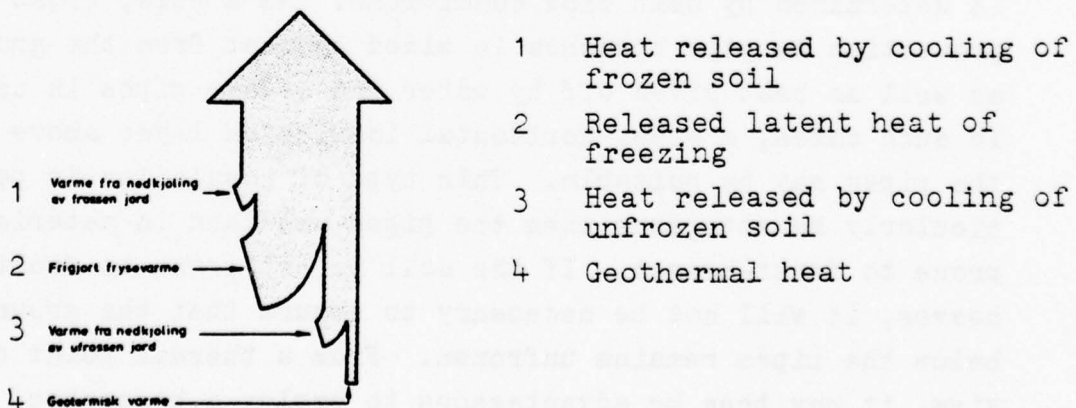 1 Heat released by cooling of
frozen soil
2 Released latent heat of
freezing
3 Heat released by cooling of
unfrozen soil
4 Geothermal heat
1 Varme fra nedkjøling
av frossen jord
2 Frigjort frysevarme
3 Varme fra nedkjøling
av ufrossen jord
4 Geotermisk varme